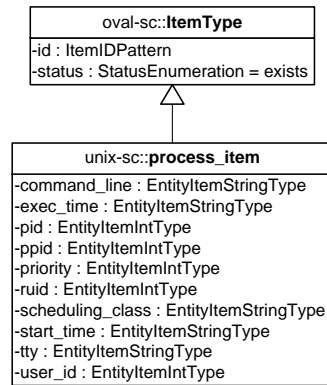 oval-sc::ItemType
-id : ItemIDPattern
-status : StatusEnumeration = exists
unix-sc::process_item
-command_line : EntityItemStringType
-exec_time : EntityItemStringType
-pid : EntityItemIntType
-ppid : EntityItemIntType
-priority : EntityItemIntType
-ruid : EntityItemIntType
-scheduling_class : EntityItemStringType
-start_time : EntityItemStringType
-tty : EntityItemStringType
-user_id : EntityItemIntType